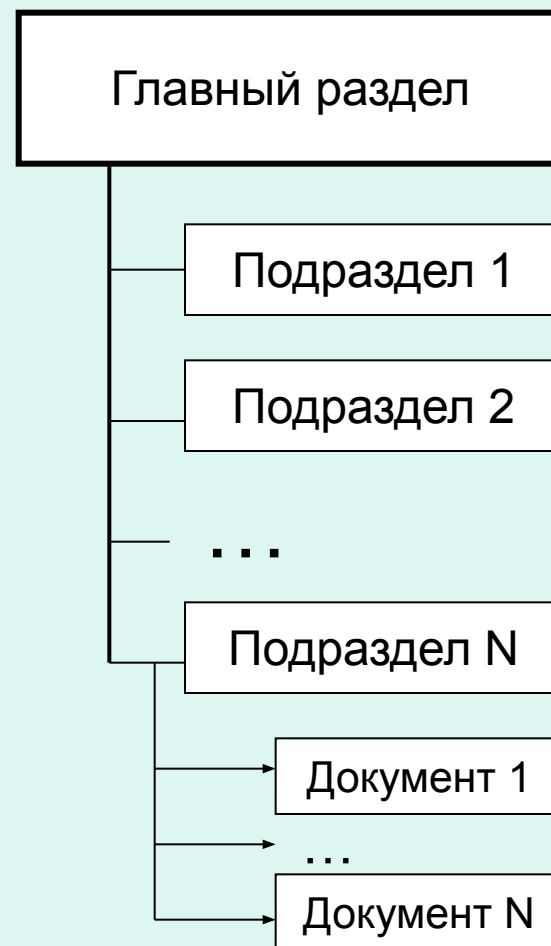 Главный раздел
Подраздел 1
Подраздел 2
...
Подраздел N
Документ 1
...
Документ N